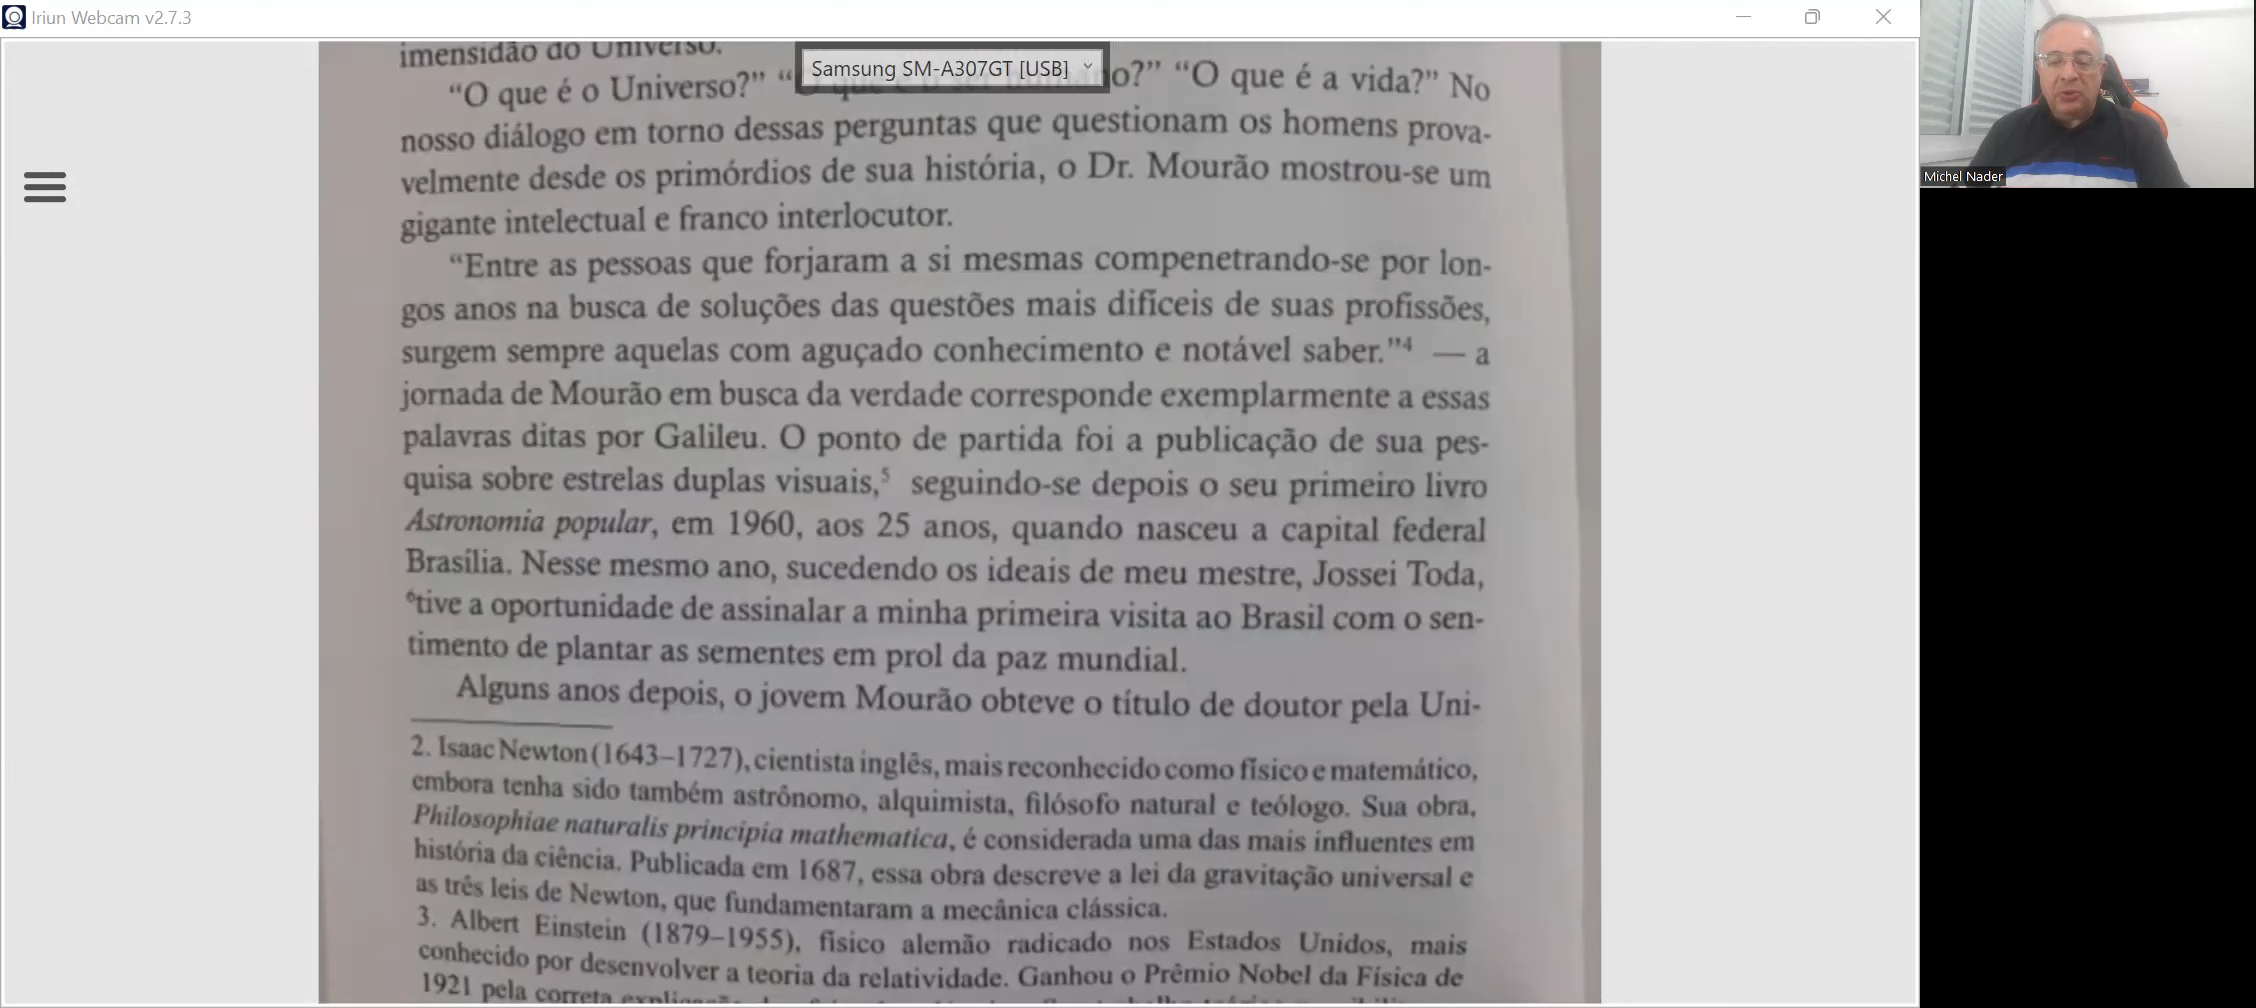 Iriun Webcam v2.7.3
imensidão do Universo.
Samsung SM-A307GT [USB]
“O que é o Universo?” “O que é o ser humano?” “O que é a vida?” No
nosso diálogo em torno dessas perguntas que questionam os homens prova-
velmente desde os primórdios de sua história, o Dr. Mourão mostrou-se um
gigante intelectual e franco interlocutor.
“Entre as pessoas que forjaram a si mesmas compenetrando-se por lon-
gos anos na busca de soluções das questões mais difíceis de suas profissões,
surgem sempre aquelas com aguçado conhecimento e notável saber.”⁴ — a
jornada de Mourão em busca da verdade corresponde exemplarmente a essas
palavras ditas por Galileu. O ponto de partida foi a publicação de sua pes-
quisa sobre estrelas duplas visuais,⁵ seguindo-se depois o seu primeiro livro
Astronomia popular, em 1960, aos 25 anos, quando nasceu a capital federal
Brasília. Nesse mesmo ano, sucedendo os ideais de meu mestre, Jossei Toda,
⁶tive a oportunidade de assinalar a minha primeira visita ao Brasil com o sen-
timento de plantar as sementes em prol da paz mundial.
Alguns anos depois, o jovem Mourão obteve o título de doutor pela Uni-
2. Isaac Newton (1643–1727), cientista inglês, mais reconhecido como físico e matemático,
embora tenha sido também astrônomo, alquimista, filósofo natural e teólogo. Sua obra,
Philosophiae naturalis principia mathematica, é considerada uma das mais influentes em
história da ciência. Publicada em 1687, essa obra descreve a lei da gravitação universal e
as três leis de Newton, que fundamentaram a mecânica clássica.
3. Albert Einstein (1879–1955), físico alemão radicado nos Estados Unidos, mais
conhecido por desenvolver a teoria da relatividade. Ganhou o Prêmio Nobel da Física de
1921 pela correta
Michel Nader